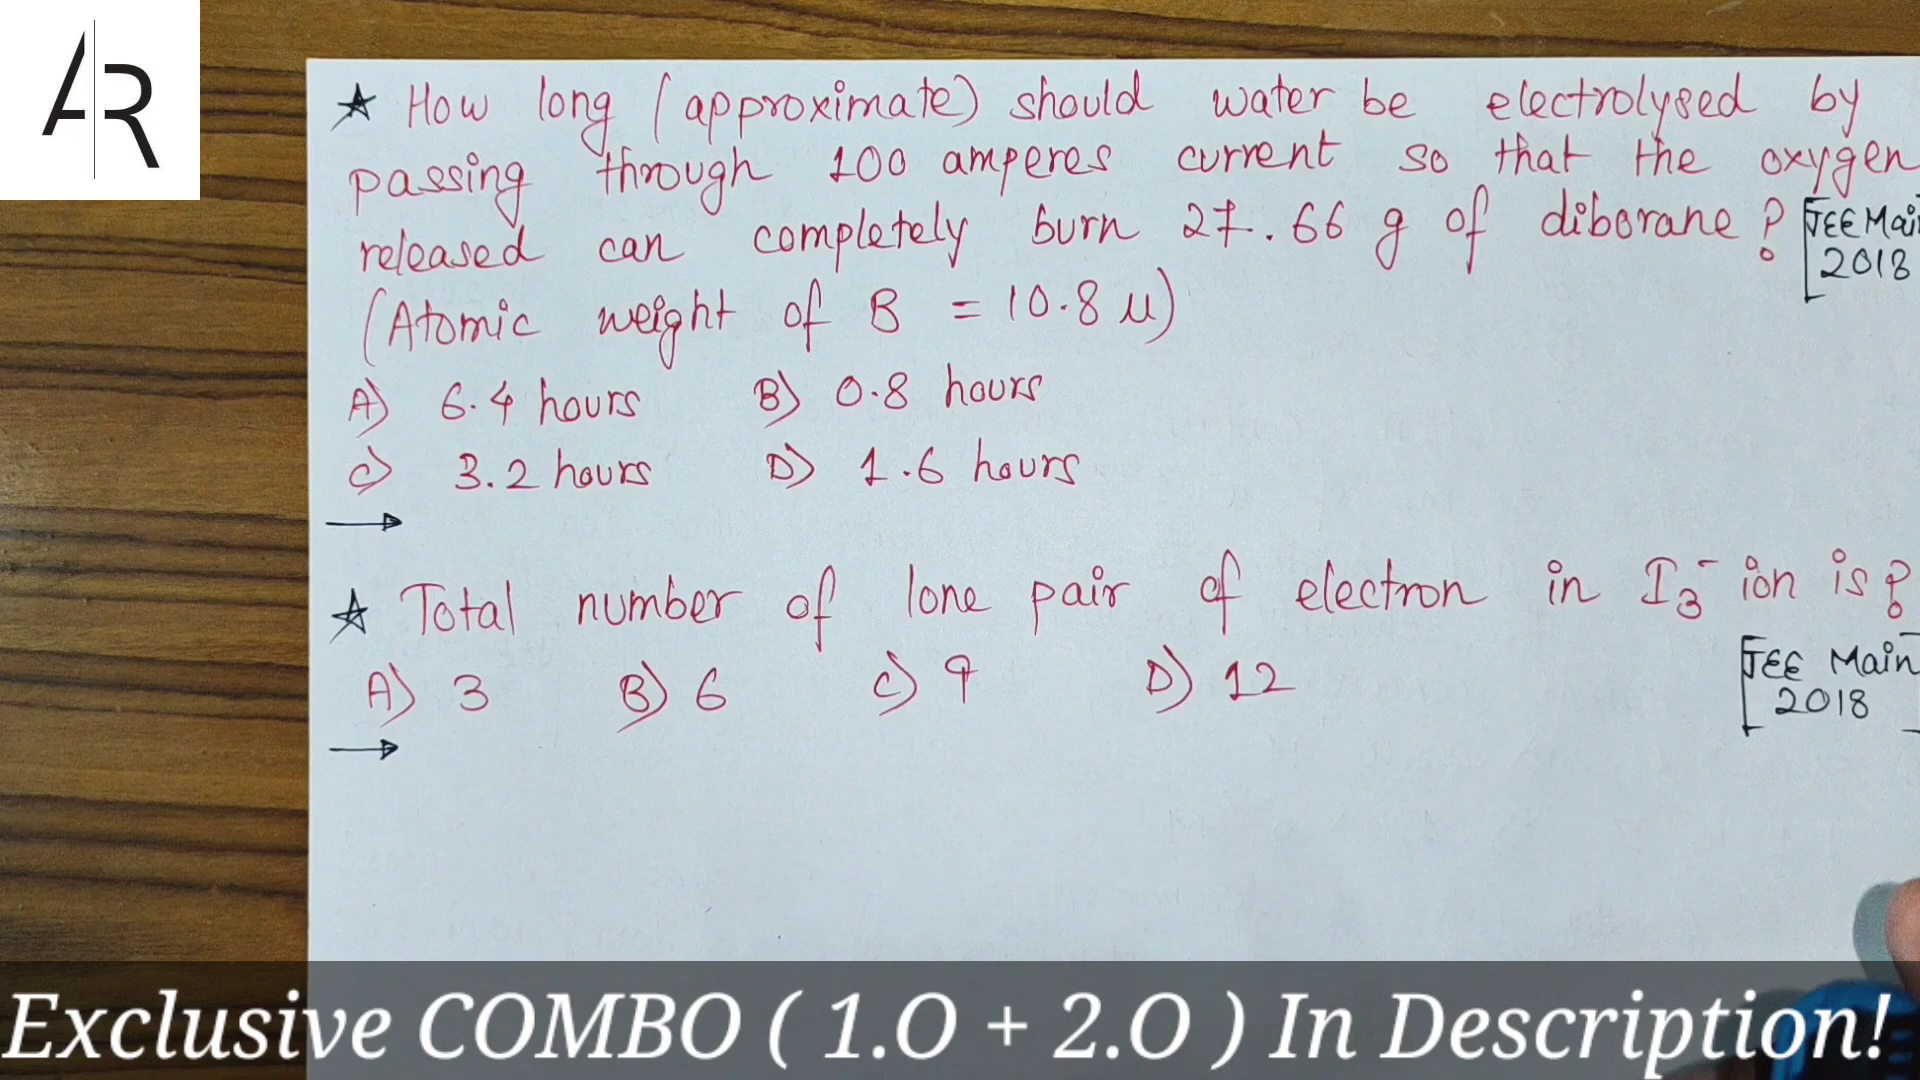 AR
★ How long (approximate) should water be electrolysed by
passing through 100 amperes current so that the oxygen
released can completely burn 27.66 g of diborane? [JEE Main
2018
(Atomic weight of B = 10.8 u)
A) 6.4 hours B) 0.8 hours
C) 3.2 hours D) 1.6 hours
→
★ Total number of lone pair of electron in I3⁻ ion is?
[JEE Main
2018
A) 3 B) 6 C) 9 D) 12
→
Exclusive COMBO ( 1.O + 2.O ) In Description!